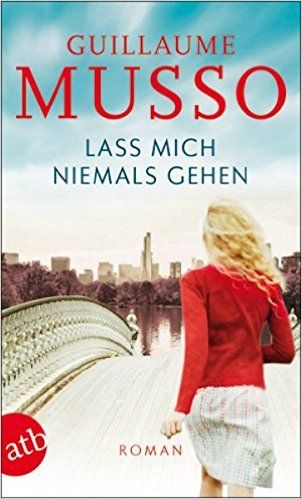 GUILLAUME
MUSSO
LASS MICH
NIEMALS GEHEN
atb
ROMAN